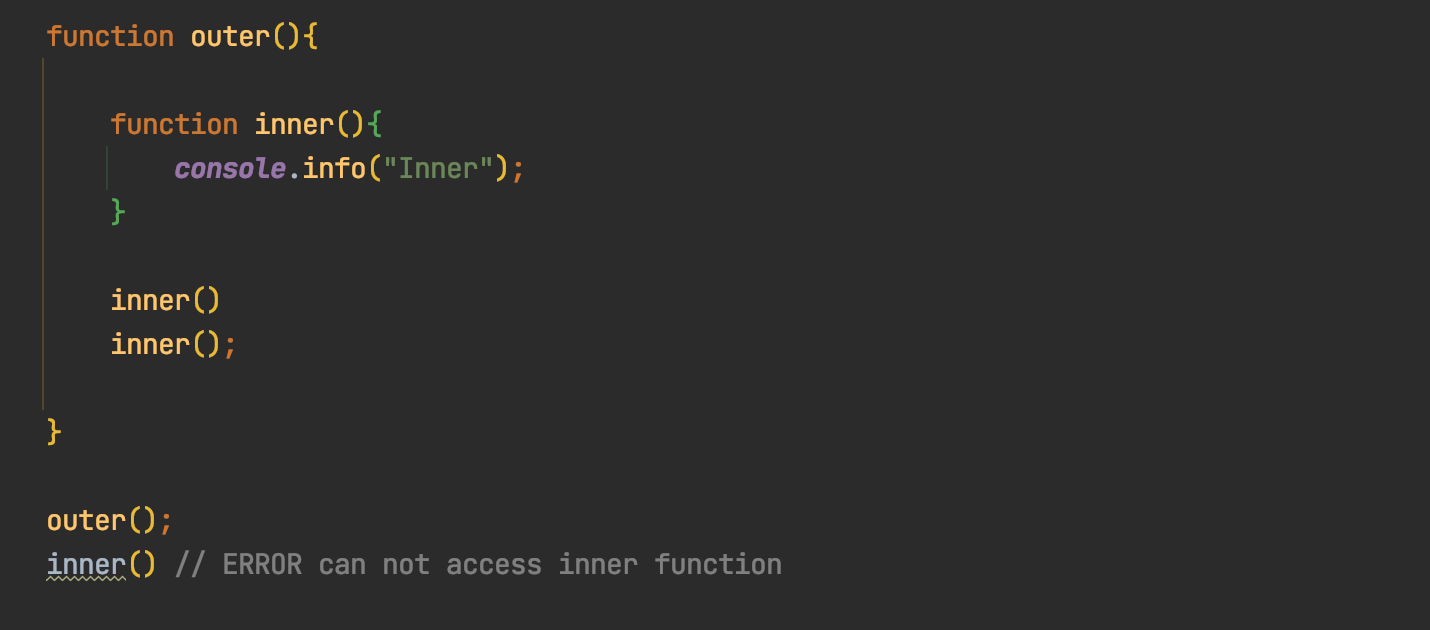 function outer(){
function inner(){
console.info("Inner");
}
inner()
inner();
}
outer();
inner() // ERROR can not access inner function